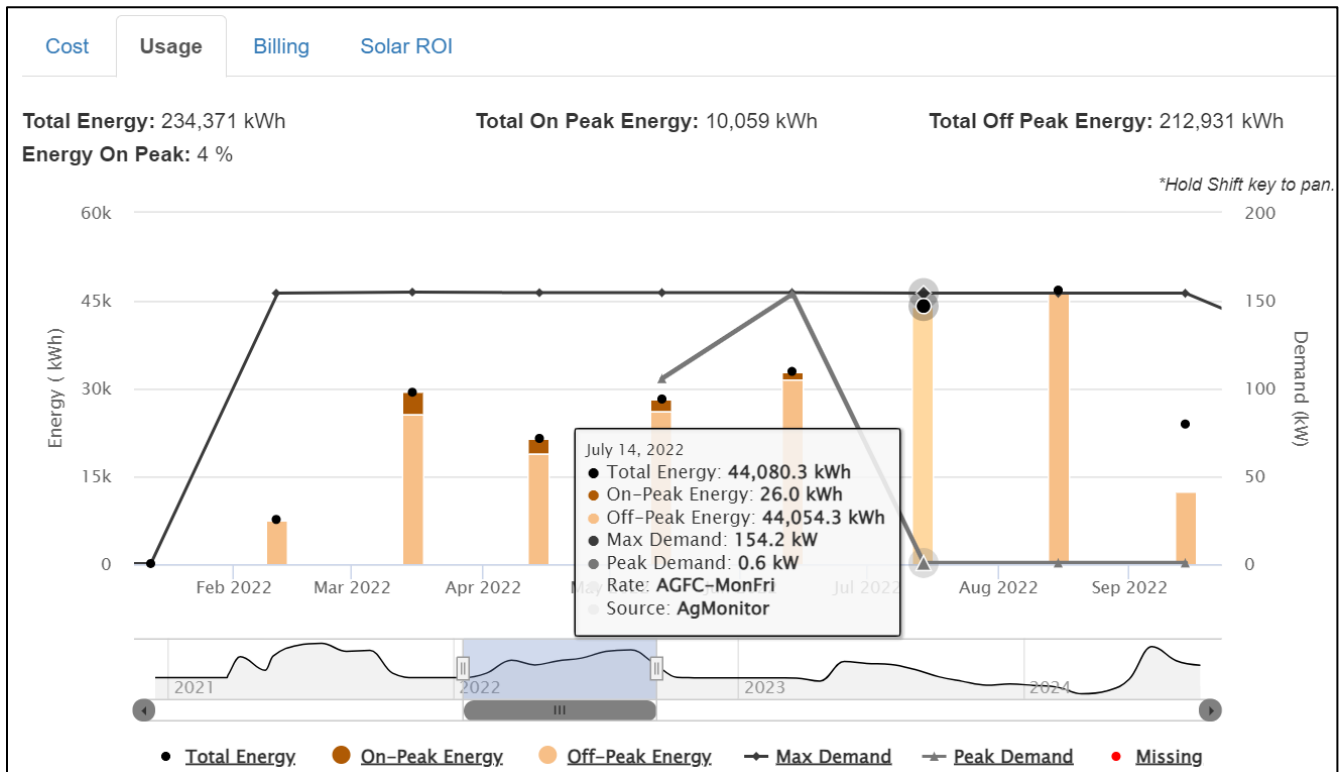 Cost Usage Billing Solar ROI
Total Energy: 234,371 kWh Total On Peak Energy: 10,059 kWh Total Off Peak Energy: 212,931 kWh
Energy On Peak: 4 %
*Hold Shift key to pan.
60k 200
45k 150
30k 100
15k 50
0 0
Energy ( kWh)
Demand (kW)
July 14, 2022
Total Energy: 44,080.3 kWh
On-Peak Energy: 26.0 kWh
Off-Peak Energy: 44,054.3 kWh
Max Demand: 154.2 kW
Peak Demand: 0.6 kW
Rate: AGFC-MonFri
Source: AgMonitor
Feb 2022 Mar 2022 Apr 2022 Jul 2022 Aug 2022 Sep 2022
2021 2022 2023 2024
Total Energy On-Peak Energy Off-Peak Energy Max Demand Peak Demand Missing